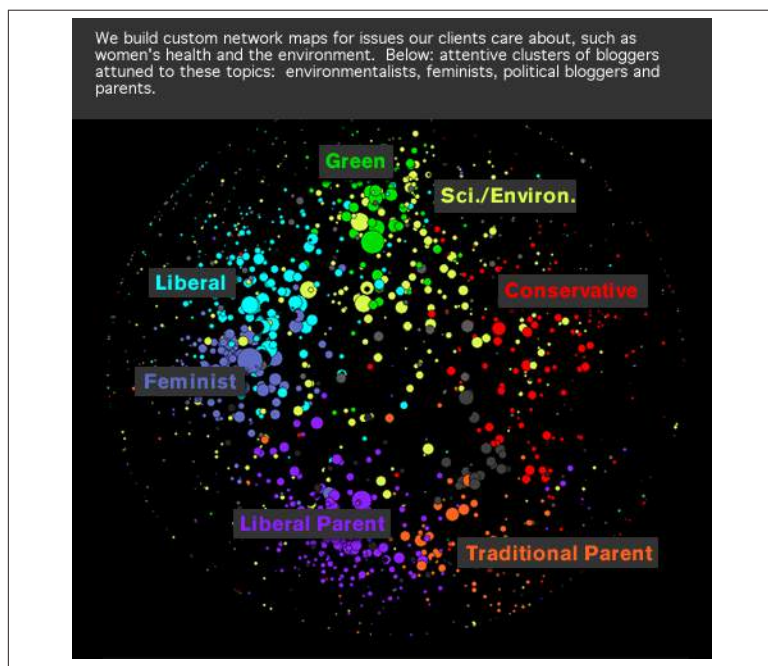 We build custom network maps for issues our clients care about, such as
women's health and the environment.  Below: attentive clusters of bloggers
attuned to these topics:  environmentalists, feminists, political bloggers and
parents.
Green
Sci./Environ.
Liberal
Conservative
Feminist
Liberal Parent
Traditional Parent